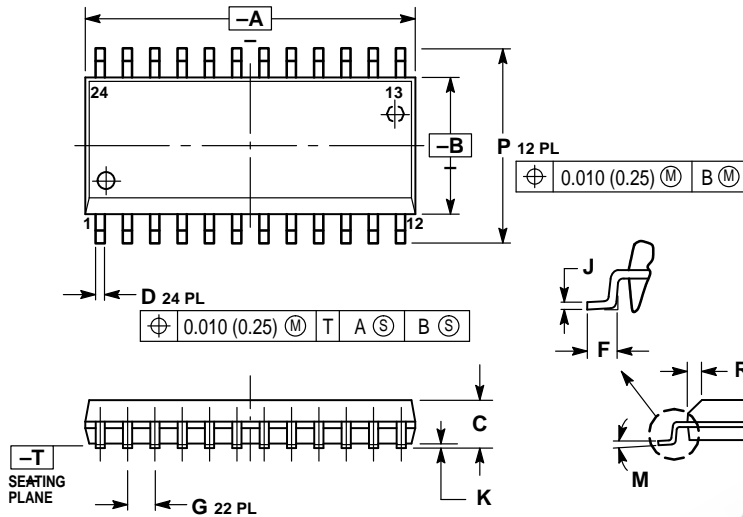 –A
–
24
13
–B
–
P 12 PL
⌖ 0.010 (0.25) Ⓜ B Ⓜ
1
12
D 24 PL
⌖ 0.010 (0.25) Ⓜ T A Ⓢ B Ⓢ
J
F
R
C
–T
–
SEATING
PLANE
G 22 PL
K
M